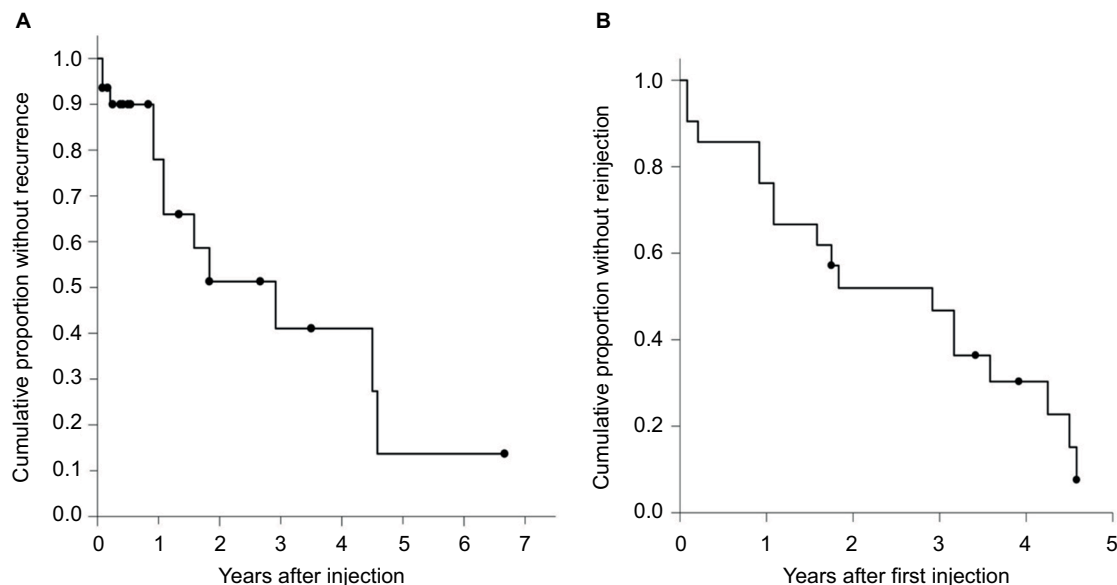 A
Cumulative proportion without recurrence
1.0
0.9
0.8
0.7
0.6
0.5
0.4
0.3
0.2
0.1
0.0
0 1 2 3 4 5 6 7
Years after injection
B
Cumulative proportion without reinjection
1.0
0.8
0.6
0.4
0.2
0.0
0 1 2 3 4 5
Years after first injection